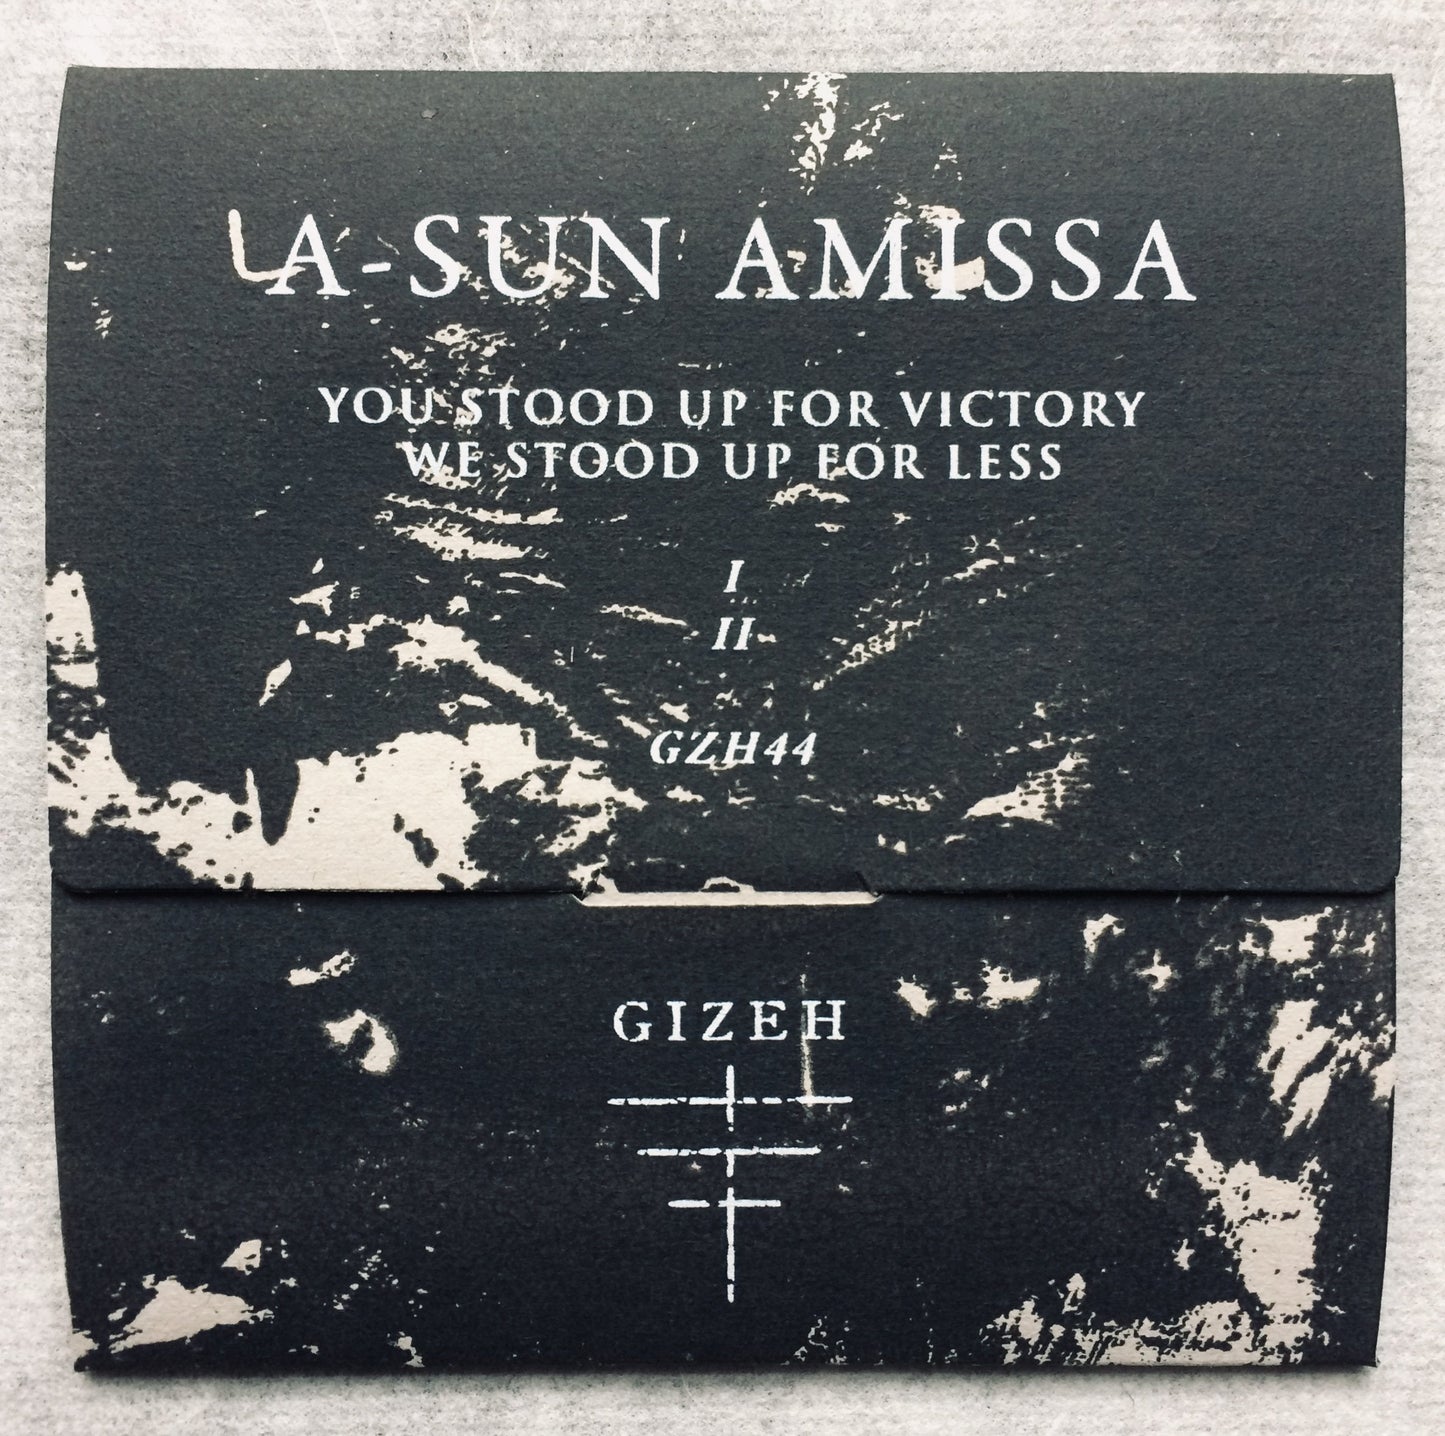 A-SUN AMISSA
YOU STOOD UP FOR VICTORY
WE STOOD UP FOR LESS
I
II
GZH44
GIZEH